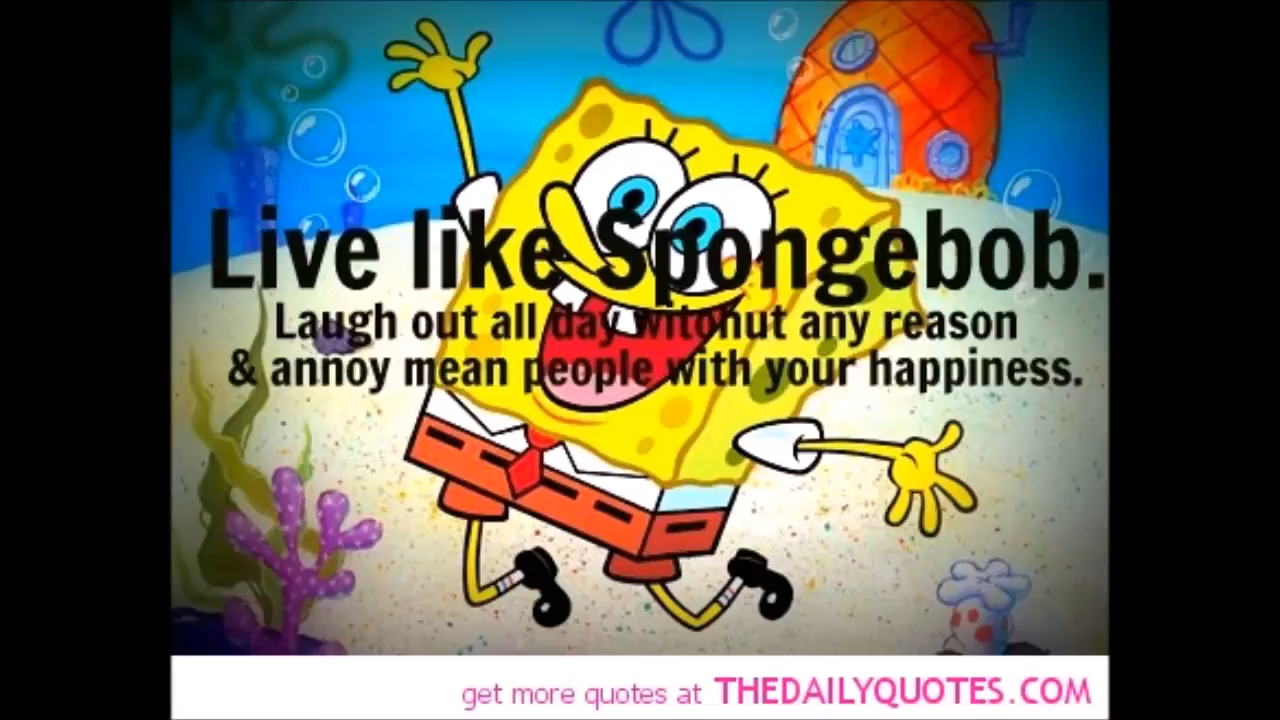 Live like Spongebob.
Laugh out all day witohut any reason
& annoy mean people with your happiness.
get more quotes at THEDAILYQUOTES.COM